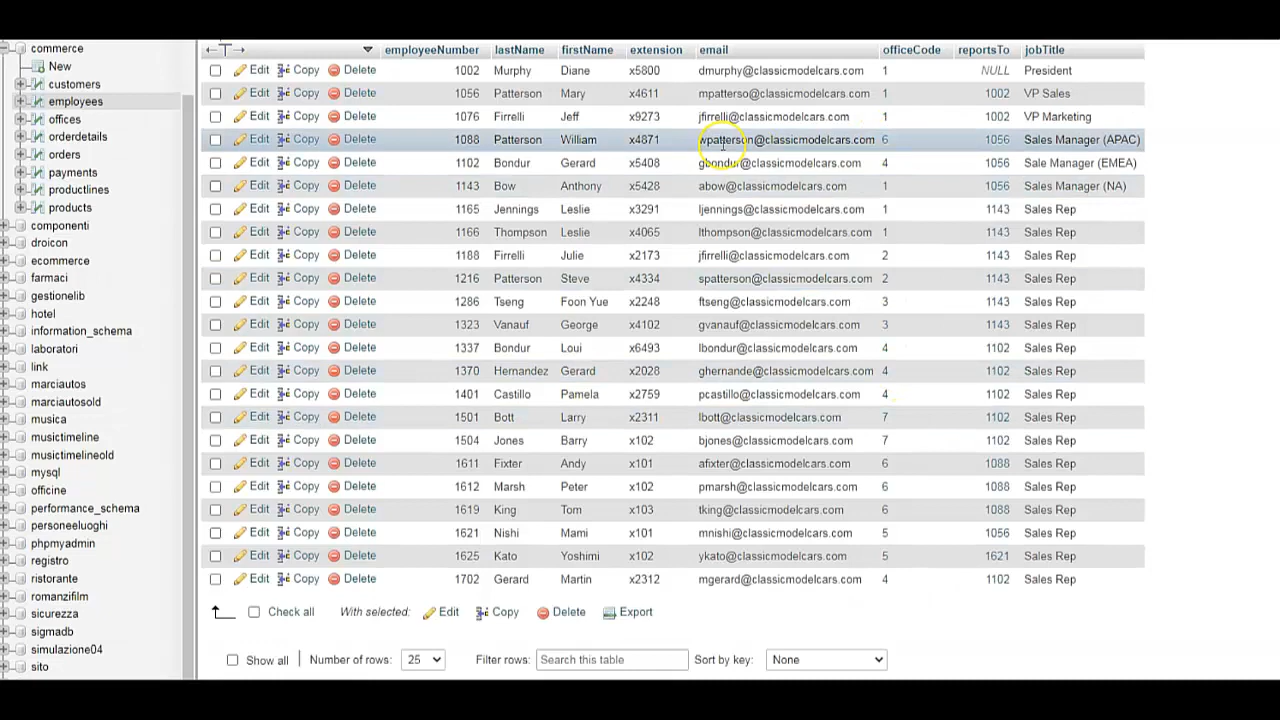 commerce
New
customers
employees
offices
orderdetails
orders
payments
productlines
products
componenti
droicon
ecommerce
farmaci
gestionelib
hotel
information_schema
laboratori
link
marciautos
marciautosold
musica
musictimeline
musictimelineold
mysql
officine
performance_schema
personeeluoghi
phpmyadmin
registro
ristorante
romanzifilm
sicurezza
sigmadb
simulazione04
sito
employeeNumber lastName firstName extension email officeCode reportsTo jobTitle
Edit Copy Delete 1002 Murphy Diane x5800 dmurphy@classicmodelcars.com 1 NULL President
Edit Copy Delete 1056 Patterson Mary x4611 mpatterso@classicmodelcars.com 1 1002 VP Sales
Edit Copy Delete 1076 Firrelli Jeff x9273 jfirrelli@classicmodelcars.com 1 1002 VP Marketing
Edit Copy Delete 1088 Patterson William x4871 wpatterson@classicmodelcars.com 6 1056 Sales Manager (APAC)
Edit Copy Delete 1102 Bondur Gerard x5408 gbondur@classicmodelcars.com 4 1056 Sale Manager (EMEA)
Edit Copy Delete 1143 Bow Anthony x5428 abow@classicmodelcars.com 1 1056 Sales Manager (NA)
Edit Copy Delete 1165 Jennings Leslie x3291 ljennings@classicmodelcars.com 1 1143 Sales Rep
Edit Copy Delete 1166 Thompson Leslie x4065 lthompson@classicmodelcars.com 1 1143 Sales Rep
Edit Copy Delete 1188 Firrelli Julie x2173 jfirrelli@classicmodelcars.com 2 1143 Sales Rep
Edit Copy Delete 1216 Patterson Steve x4334 spatterson@classicmodelcars.com 2 1143 Sales Rep
Edit Copy Delete 1286 Tseng Foon Yue x2248 ftseng@classicmodelcars.com 3 1143 Sales Rep
Edit Copy Delete 1323 Vanauf George x4102 gvanauf@classicmodelcars.com 3 1143 Sales Rep
Edit Copy Delete 1337 Bondur Loui x6493 lbondur@classicmodelcars.com 4 1102 Sales Rep
Edit Copy Delete 1370 Hernandez Gerard x2028 ghernande@classicmodelcars.com 4 1102 Sales Rep
Edit Copy Delete 1401 Castillo Pamela x2759 pcastillo@classicmodelcars.com 4 1102 Sales Rep
Edit Copy Delete 1501 Bott Larry x2311 lbott@classicmodelcars.com 7 1102 Sales Rep
Edit Copy Delete 1504 Jones Barry x102 bjones@classicmodelcars.com 7 1102 Sales Rep
Edit Copy Delete 1611 Fixter Andy x101 afixter@classicmodelcars.com 6 1088 Sales Rep
Edit Copy Delete 1612 Marsh Peter x102 pmarsh@classicmodelcars.com 6 1088 Sales Rep
Edit Copy Delete 1619 King Tom x103 tking@classicmodelcars.com 6 1088 Sales Rep
Edit Copy Delete 1621 Nishi Mami x101 mnishi@classicmodelcars.com 5 1056 Sales Rep
Edit Copy Delete 1625 Kato Yoshimi x102 ykato@classicmodelcars.com 5 1621 Sales Rep
Edit Copy Delete 1702 Gerard Martin x2312 mgerard@classicmodelcars.com 4 1102 Sales Rep
Check all With selected: Edit Copy Delete Export
Show all Number of rows: 25 Filter rows: Search this table Sort by key: None